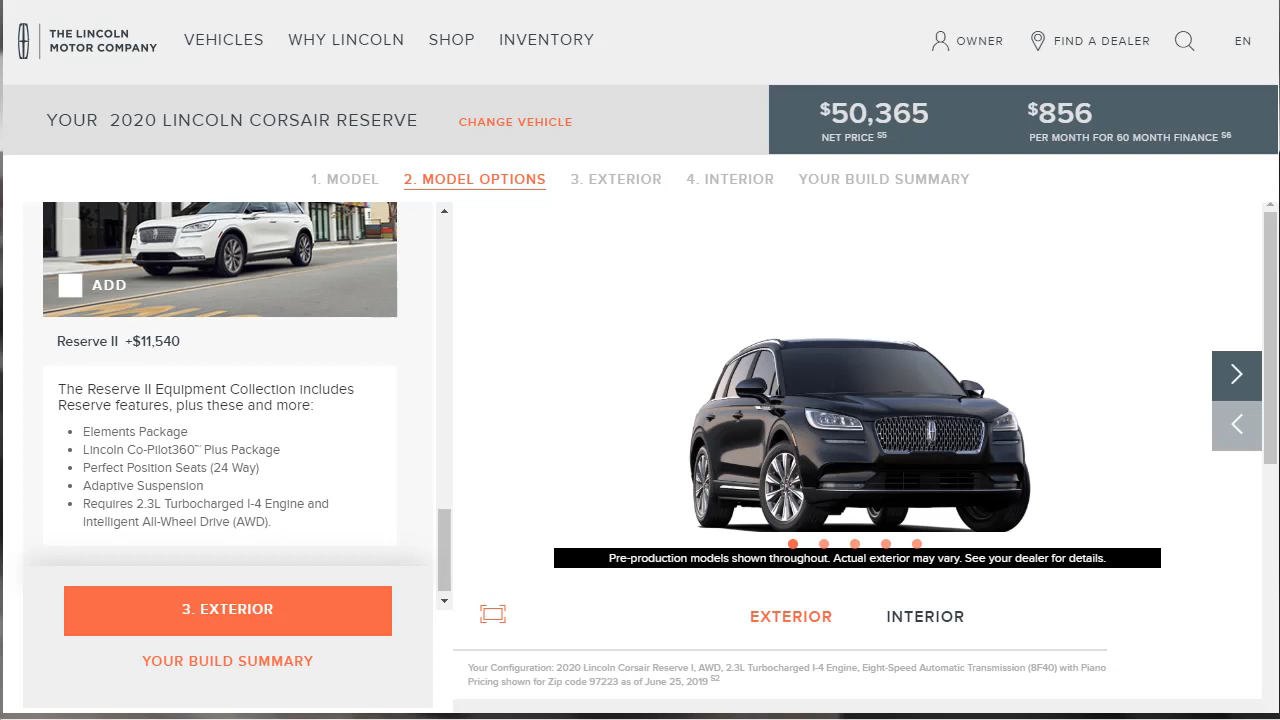 THE LINCOLN
MOTOR COMPANY
VEHICLES WHY LINCOLN SHOP INVENTORY
OWNER FIND A DEALER EN
YOUR 2020 LINCOLN CORSAIR RESERVE CHANGE VEHICLE
$50,365 $856
NET PRICE S5 PER MONTH FOR 60 MONTH FINANCE S6
1. MODEL 2. MODEL OPTIONS 3. EXTERIOR 4. INTERIOR YOUR BUILD SUMMARY
ADD
Reserve II +$11,540
The Reserve II Equipment Collection includes
Reserve features, plus these and more:
• Elements Package
• Lincoln Co-Pilot360™ Plus Package
• Perfect Position Seats (24 Way)
• Adaptive Suspension
• Requires 2.3L Turbocharged I-4 Engine and
Intelligent All-Wheel Drive (AWD).
3. EXTERIOR
YOUR BUILD SUMMARY
Pre-production models shown throughout. Actual exterior may vary. See your dealer for details.
EXTERIOR INTERIOR
Your Configuration: 2020 Lincoln Corsair Reserve I, AWD, 2.3L Turbocharged I-4 Engine, Eight-Speed Automatic Transmission (8F40) with Piano
Pricing shown for Zip code 97223 as of June 25, 2019 S2